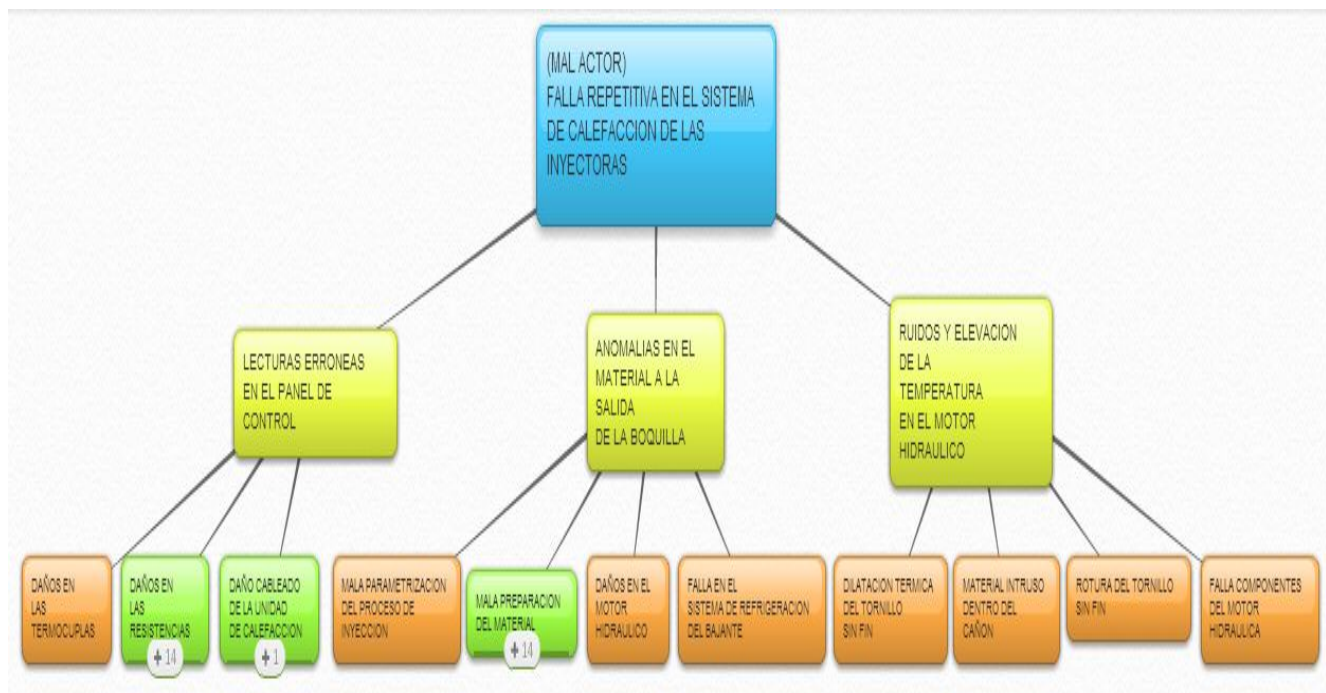 (MAL ACTOR)
FALLA REPETITIVA EN EL SISTEMA
DE CALEFACCION DE LAS
INYECTORAS
LECTURAS ERRONEAS
EN EL PANEL DE
CONTROL
ANOMALIAS EN EL
MATERIAL A LA
SALIDA
DE LA BOQUILLA
RUIDOS Y ELEVACION
DE LA
TEMPERATURA
EN EL MOTOR
HIDRAULICO
DAÑOS EN
LAS
TERMOCUPLAS
DAÑOS EN
LAS
RESISTENCIAS
+ 14
DAÑO CABLEADO
DE LA UNIDAD
DE CALEFACCION
+ 1
MALA PARAMETRIZACION
DEL PROCESO DE
INYECCION
MALA PREPARACION
DEL MATERIAL
+ 14
DAÑOS EN EL
MOTOR
HIDRAULICO
FALLA EN EL
SISTEMA DE REFRIGERACION
DEL BAJANTE
DILATACION TERMICA
DEL TORNILLO
SIN FIN
MATERIAL INTRUSO
DENTRO DEL
CAÑON
ROTURA DEL TORNILLO
SIN FIN
FALLA COMPONENTES
DEL MOTOR
HIDRAULICA